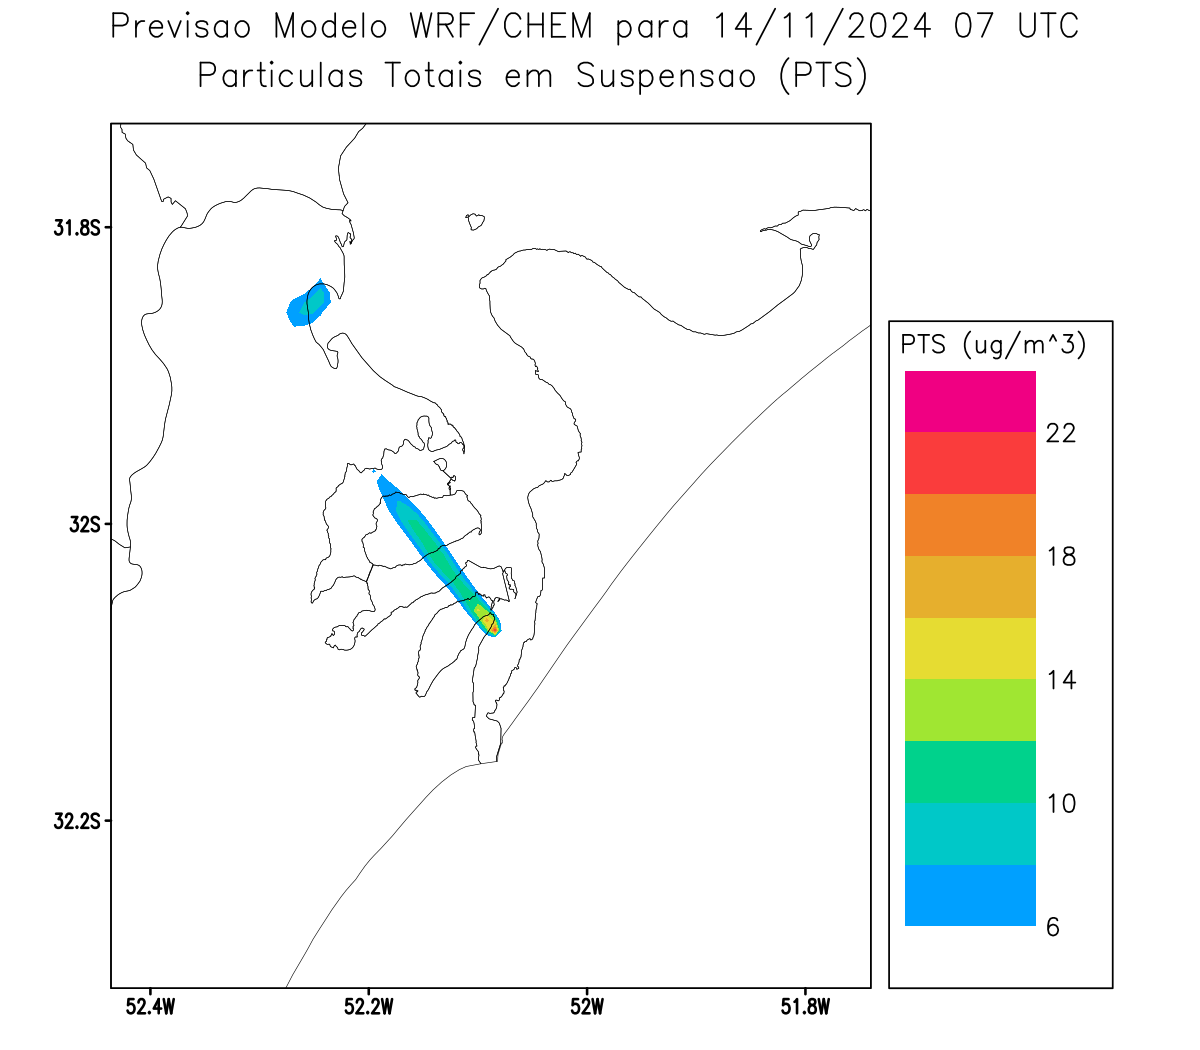 Previsao Modelo WRF/CHEM para 14/11/2024 07 UTC
Particulas Totais em Suspensao (PTS)
31.8S
32S
32.2S
52.4W
52.2W
52W
51.8W
PTS (ug/m^3)
22
18
14
10
6